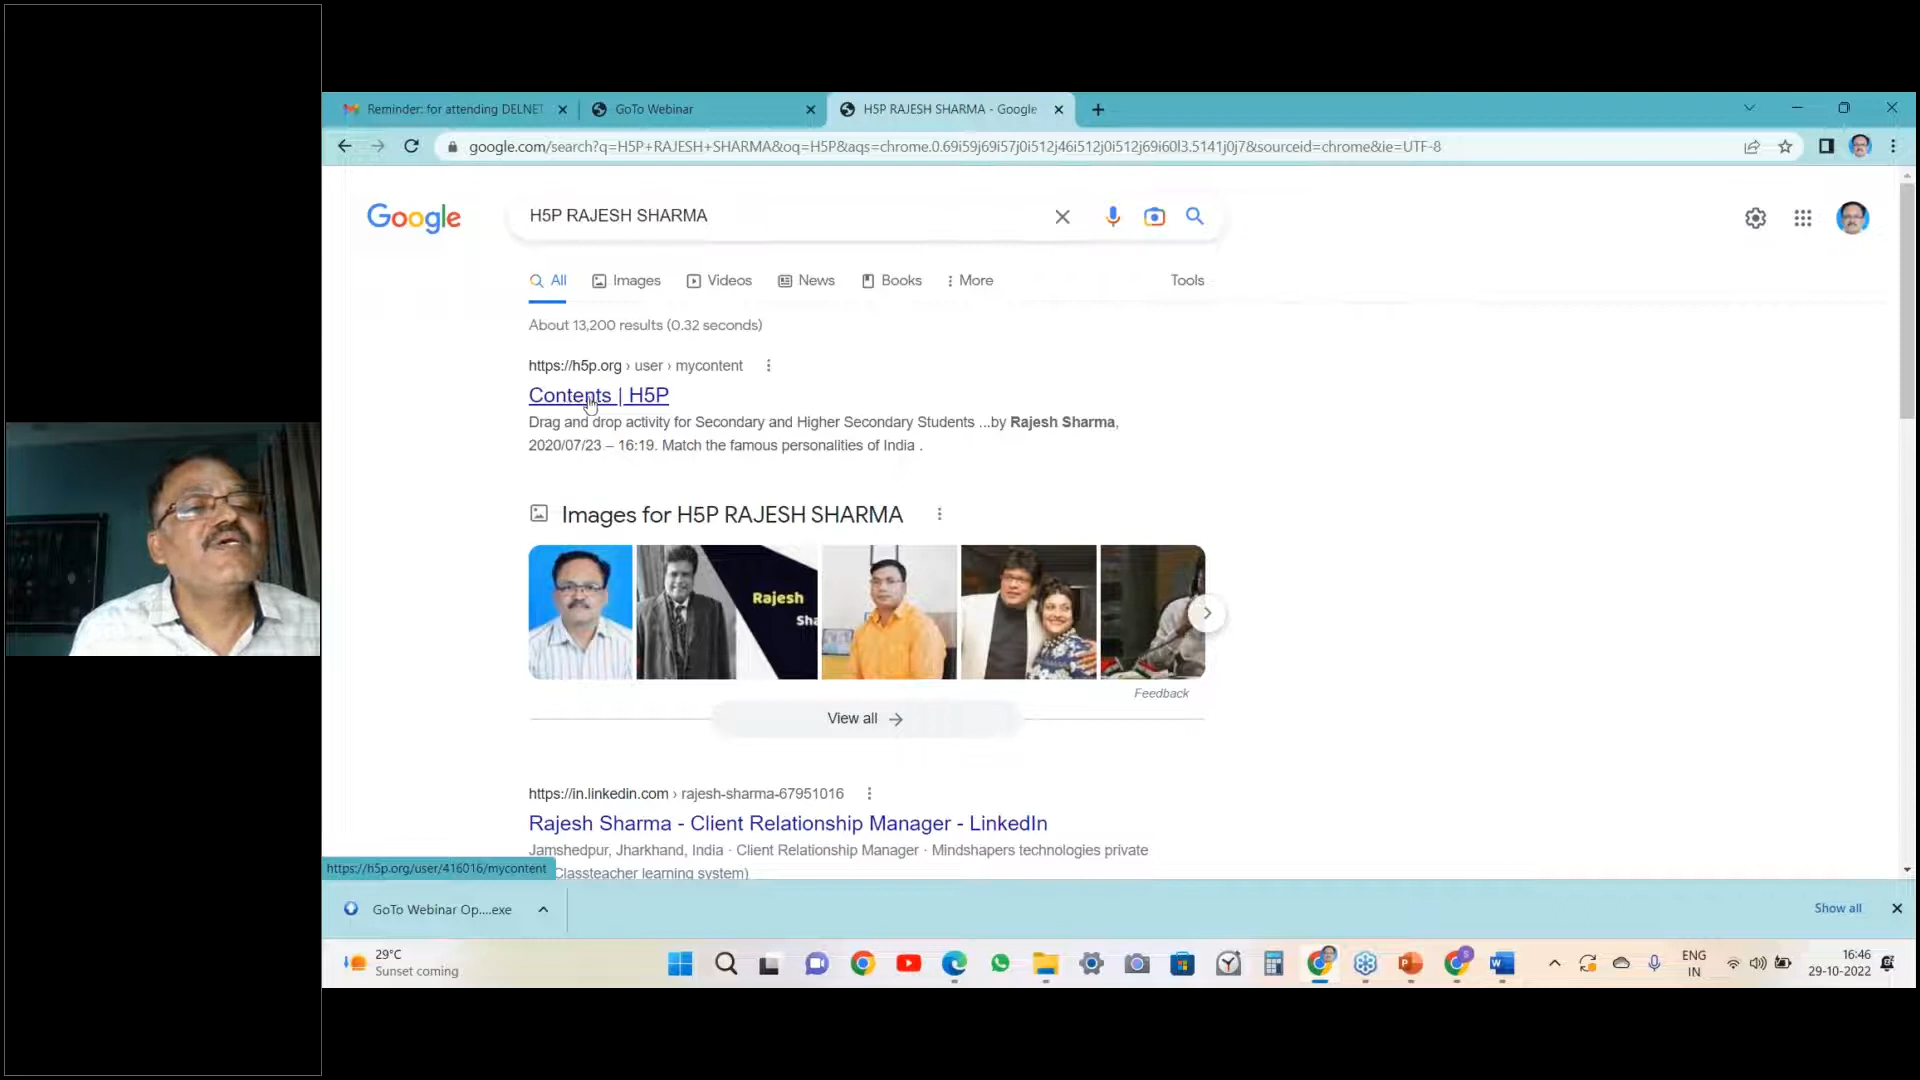 Reminder: for attending DELNET
GoTo Webinar
H5P RAJESH SHARMA - Google
google.com/search?q=H5P+RAJESH+SHARMA&oq=H5P&aqs=chrome.0.69i59j69i57j0i512j46i512j0i512j69i60l3.5141j0j7&sourceid=chrome&ie=UTF-8
Google
H5P RAJESH SHARMA
All
Images
Videos
News
Books
More
Tools
About 13,200 results (0.32 seconds)
https://h5p.org › user › mycontent
Contents | H5P
Drag and drop activity for Secondary and Higher Secondary Students ...by Rajesh Sharma,
2020/07/23 – 16:19. Match the famous personalities of India .
Images for H5P RAJESH SHARMA
Rajesh
Sha
Feedback
View all
https://in.linkedin.com › rajesh-sharma-67951016
Rajesh Sharma - Client Relationship Manager - LinkedIn
Jamshedpur, Jharkhand, India · Client Relationship Manager · Mindshapers technologies private
https://h5p.org/user/416016/mycontent
Classteacher learning system)
GoTo Webinar Op....exe
Show all
29°C
Sunset coming
ENG
IN
16:46
29-10-2022